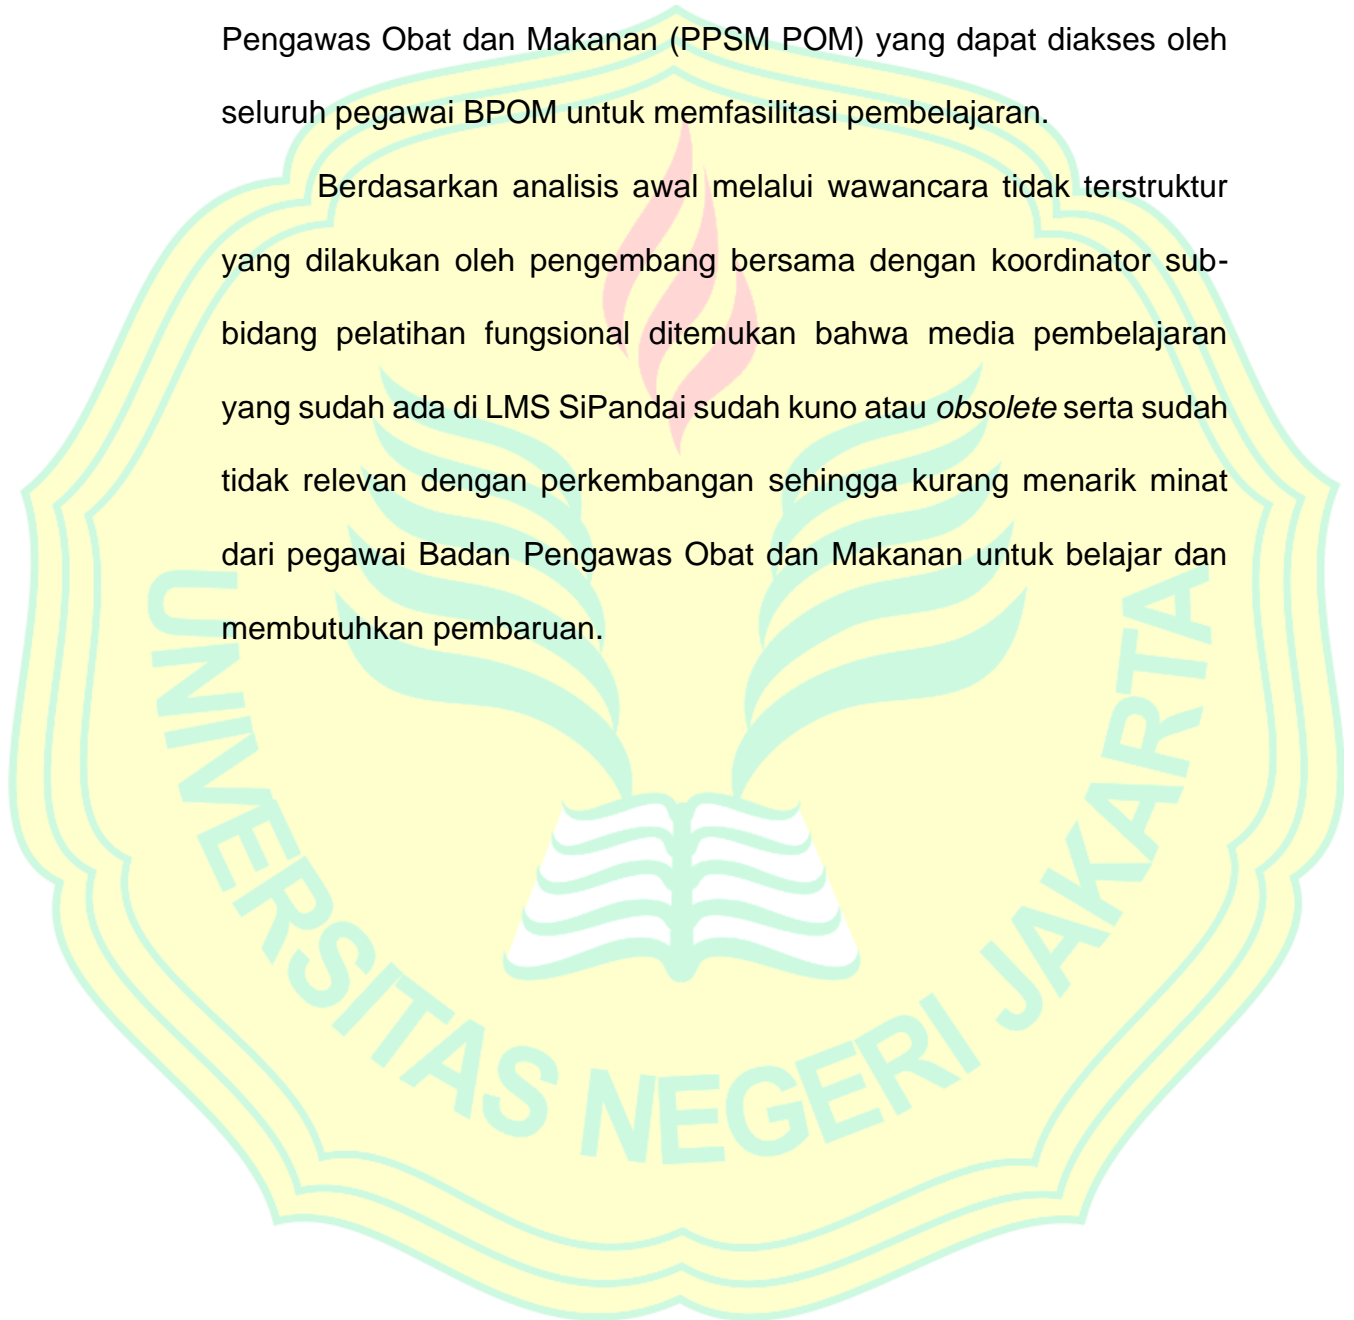 Pengawas Obat dan Makanan (PPSM POM) yang dapat diakses oleh
seluruh pegawai BPOM untuk memfasilitasi pembelajaran.
Berdasarkan analisis awal melalui wawancara tidak terstruktur
yang dilakukan oleh pengembang bersama dengan koordinator sub-
bidang pelatihan fungsional ditemukan bahwa media pembelajaran
yang sudah ada di LMS SiPandai sudah kuno atau obsolete serta sudah
tidak relevan dengan perkembangan sehingga kurang menarik minat
dari pegawai Badan Pengawas Obat dan Makanan untuk belajar dan
membutuhkan pembaruan.
UNIVERSITAS NEGERI JAKARTA